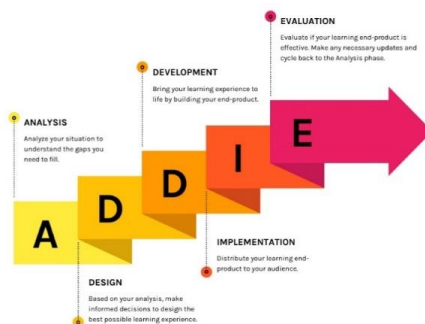 EVALUATION
Evaluate if your learning end-product is
effective. Make any necessary updates and
cycle back to the Analysis phase.
DEVELOPMENT
Bring your learning experience to
life by building your end-product.
ANALYSIS
Analyze your situation to
understand the gaps you
need to fill.
A
D
D
I
E
IMPLEMENTATION
Distribute your learning end-
product to your audience.
DESIGN
Based on your analysis, make
informed decisions to design the
best possible learning experience.